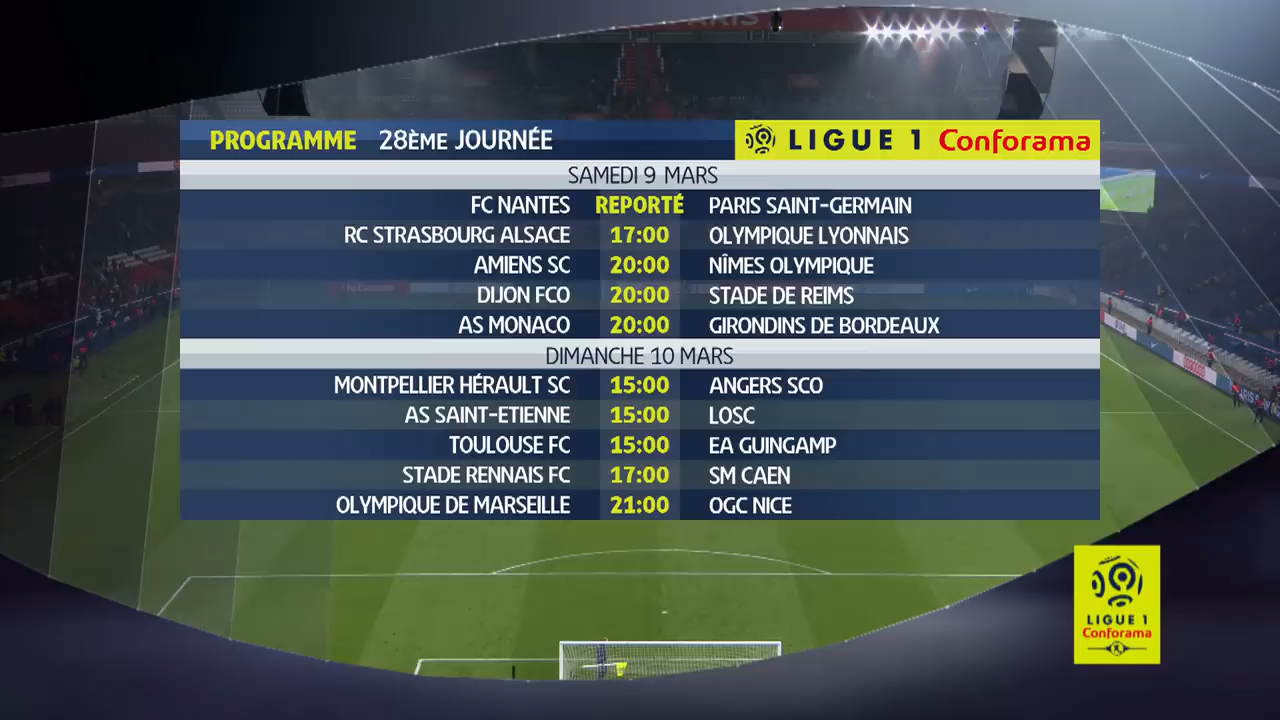 PARIS
PROGRAMME 28ÈME JOURNÉE LIGUE 1 Conforama
SAMEDI 9 MARS
FC NANTES REPORTÉ PARIS SAINT-GERMAIN
RC STRASBOURG ALSACE 17:00 OLYMPIQUE LYONNAIS
AMIENS SC 20:00 NÎMES OLYMPIQUE
DIJON FCO 20:00 STADE DE REIMS
AS MONACO 20:00 GIRONDINS DE BORDEAUX
DIMANCHE 10 MARS
MONTPELLIER HÉRAULT SC 15:00 ANGERS SCO
AS SAINT-ETIENNE 15:00 LOSC
TOULOUSE FC 15:00 EA GUINGAMP
STADE RENNAIS FC 17:00 SM CAEN
OLYMPIQUE DE MARSEILLE 21:00 OGC NICE
LIGUE 1
Conforama